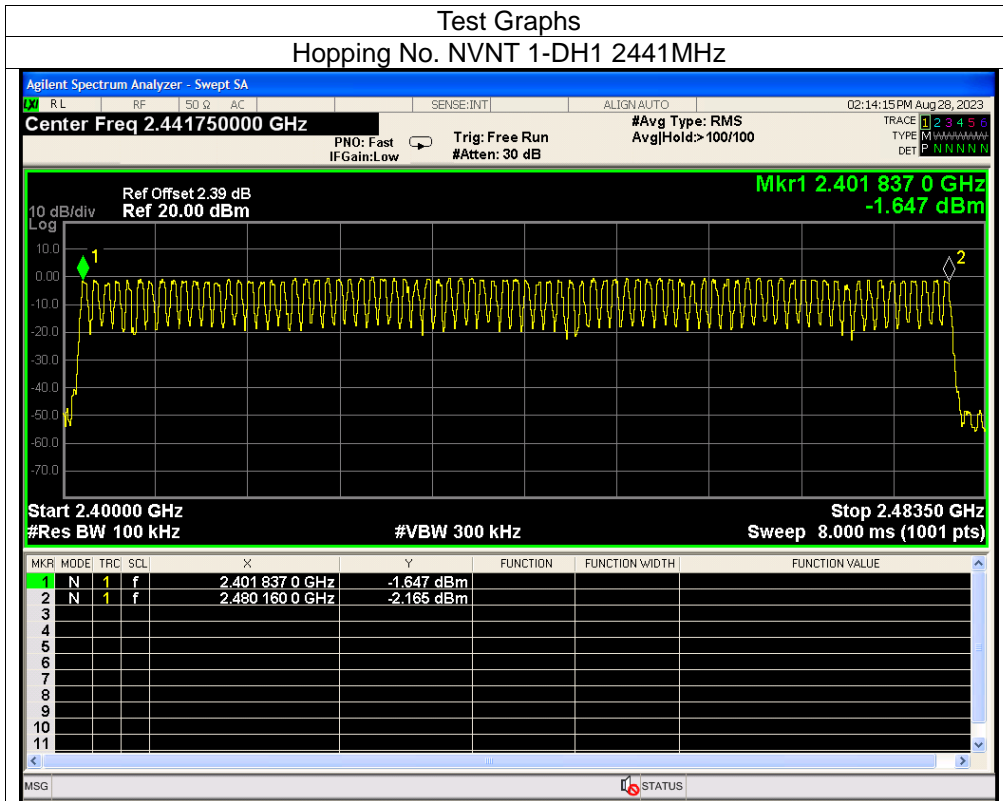 Test Graphs
Hopping No. NVNT 1-DH1 2441MHz
Agilent Spectrum Analyzer - Swept SA
LXI RL RF 50 Ω AC SENSE:INT ALIGN AUTO 02:14:15 PM Aug 28, 2023
Center Freq 2.441750000 GHz #Avg Type: RMS TRACE 1 2 3 4 5 6
PNO: Fast Trig: Free Run Avg|Hold:>100/100 TYPE MWWWWW
IFGain:Low #Atten: 30 dB DET P N N N N N
Mkr1 2.401 837 0 GHz
Ref Offset 2.39 dB -1.647 dBm
10 dB/div Ref 20.00 dBm
Log
10.0
1
2
0.00
-10.0
-20.0
-30.0
-40.0
-50.0
-60.0
-70.0
Start 2.40000 GHz Stop 2.48350 GHz
#Res BW 100 kHz #VBW 300 kHz Sweep 8.000 ms (1001 pts)
MKR MODE TRC SCL X Y FUNCTION FUNCTION WIDTH FUNCTION VALUE
1 N 1 f 2.401 837 0 GHz -1.647 dBm
2 N 1 f 2.480 160 0 GHz -2.165 dBm
3
4
5
6
7
8
9
10
11
MSG STATUS